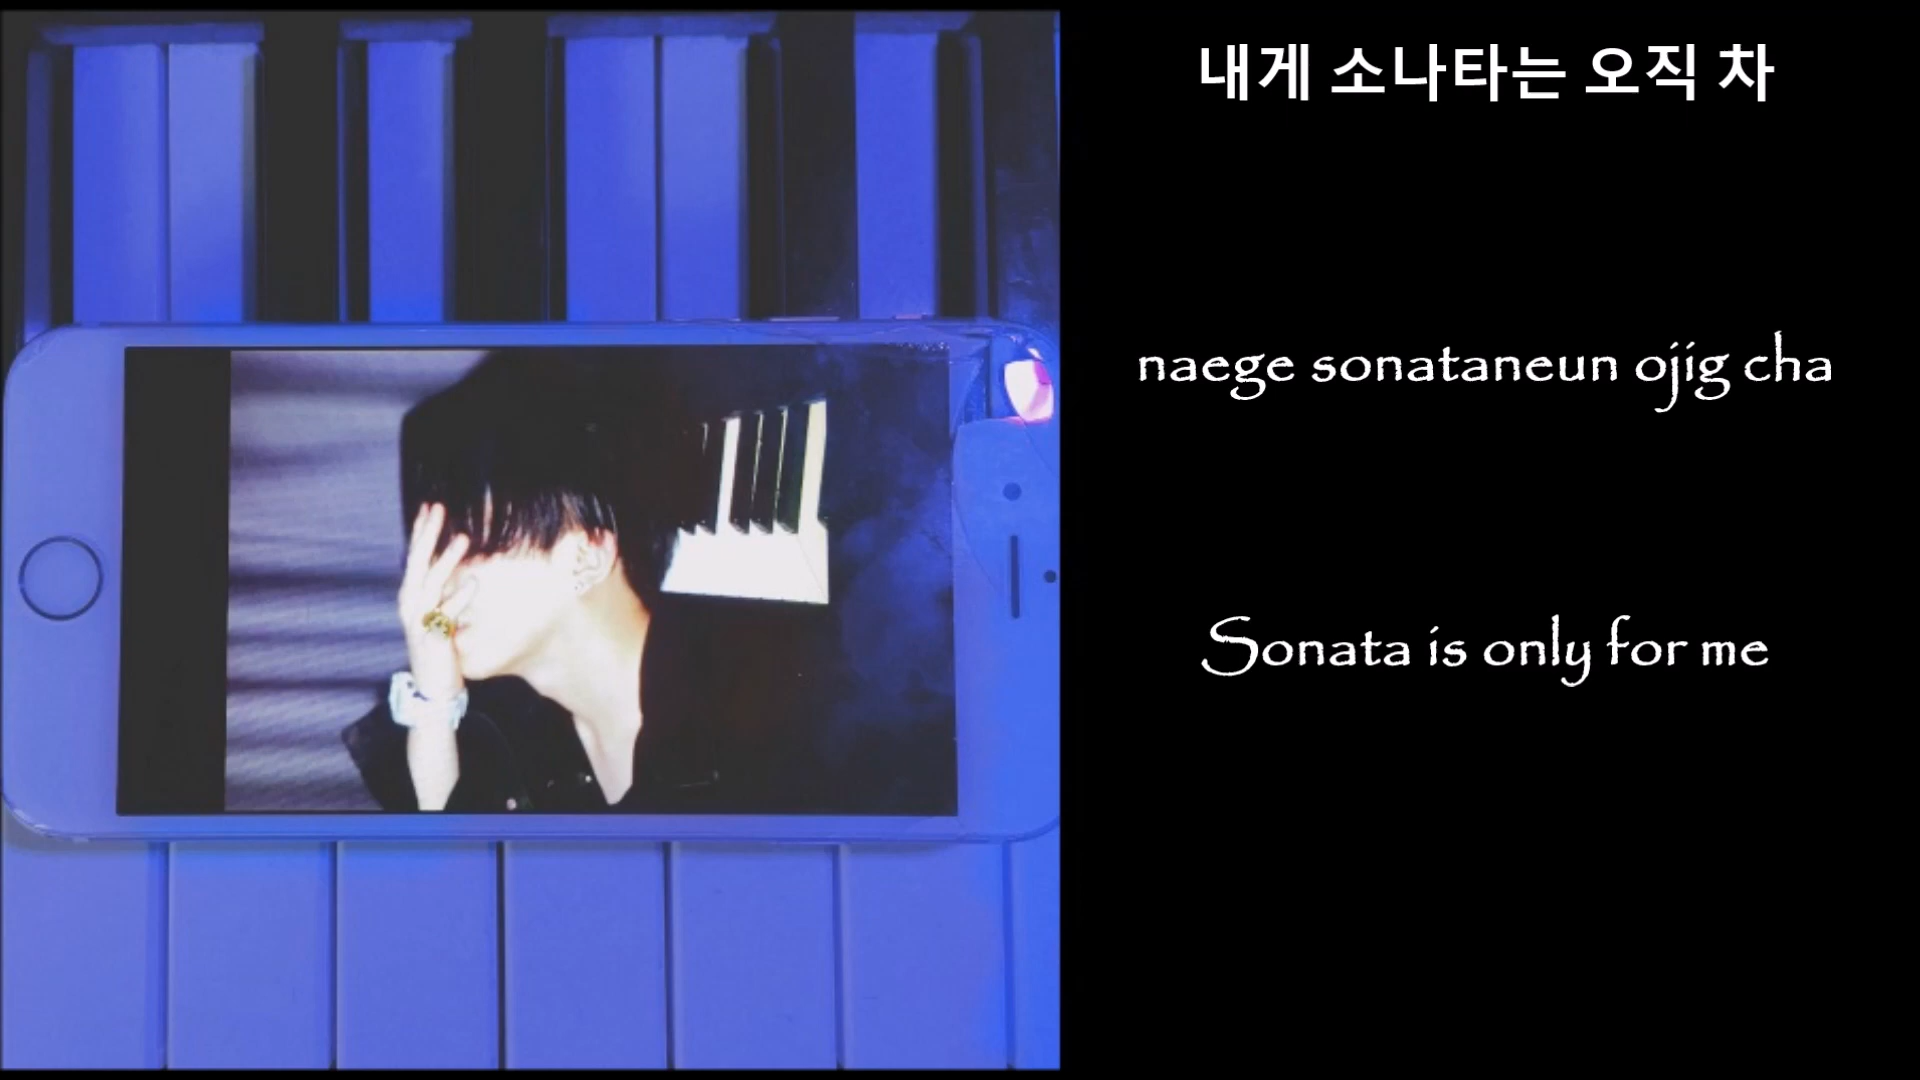 내게 소나타는 오직 차
naege sonataneun ojig cha
Sonata is only for me